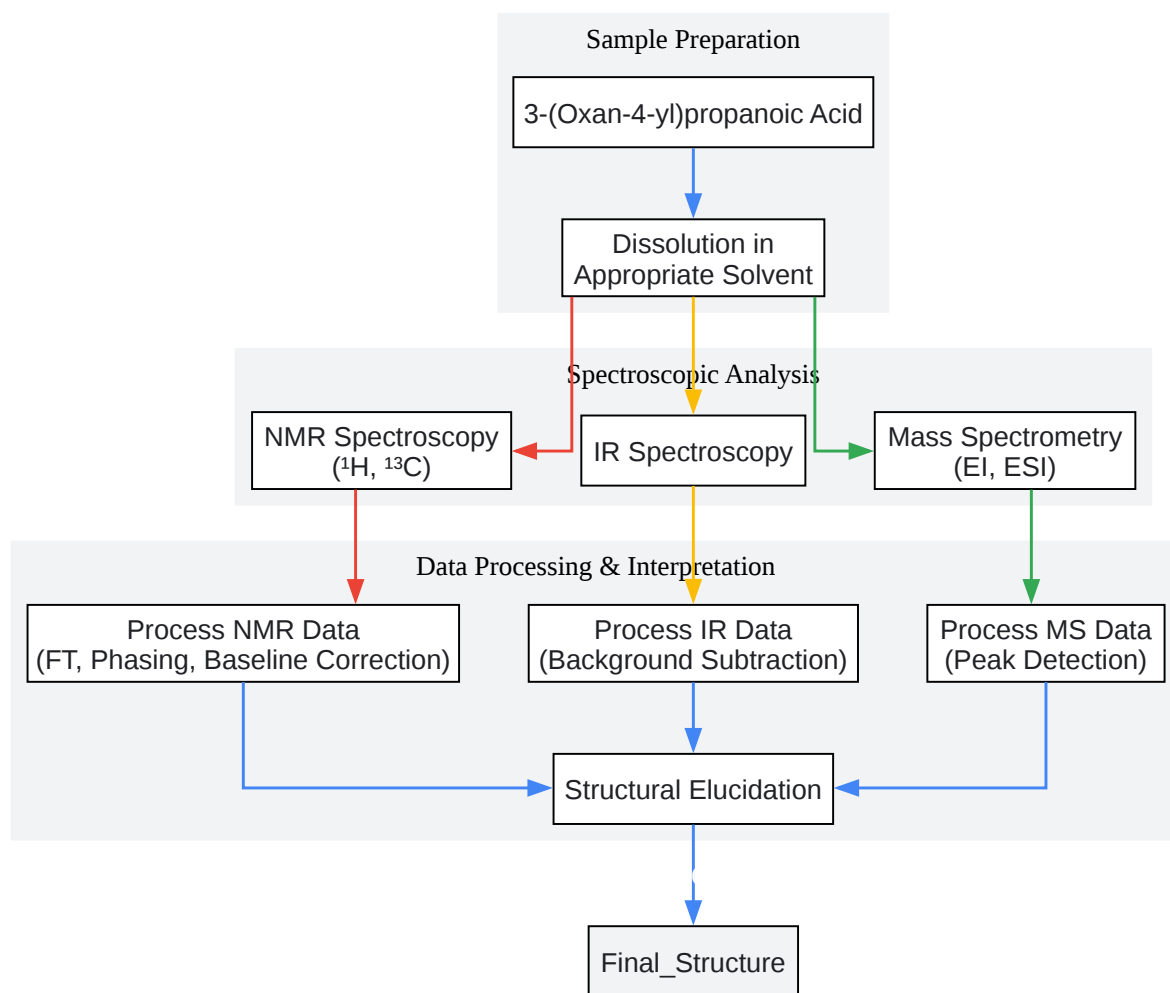 Sample Preparation
3-(Oxan-4-yl)propanoic Acid
Dissolution in
Appropriate Solvent
Spectroscopic Analysis
NMR Spectroscopy
(¹H, ¹³C)
IR Spectroscopy
Mass Spectrometry
(EI, ESI)
Data Processing & Interpretation
Process NMR Data
(FT, Phasing, Baseline Correction)
Process IR Data
(Background Subtraction)
Process MS Data
(Peak Detection)
Structural Elucidation
Final_Structure